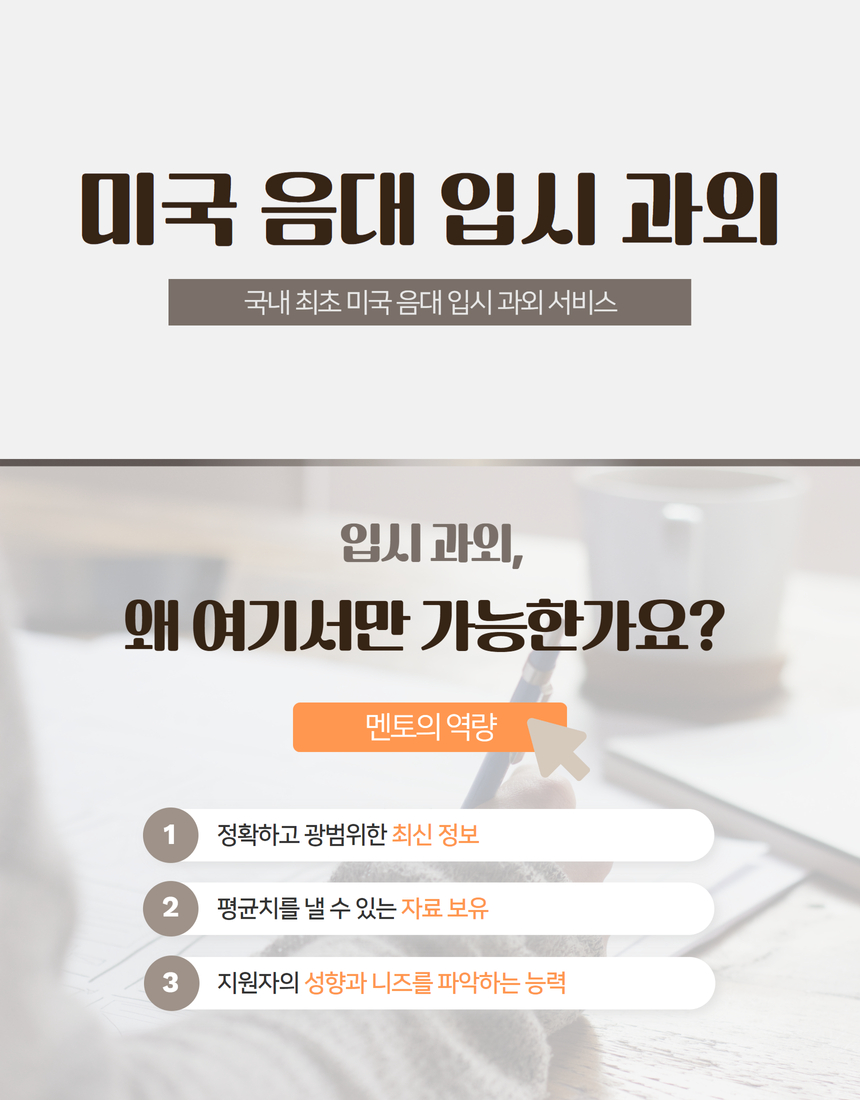 미국 음대 입시 과외
국내 최초 미국 음대 입시 과외 서비스
입시 과외,
왜 여기서만 가능한가요?
멘토의 역량
1 정확하고 광범위한 최신 정보
2 평균치를 낼 수 있는 자료 보유
3 지원자의 성향과 니즈를 파악하는 능력